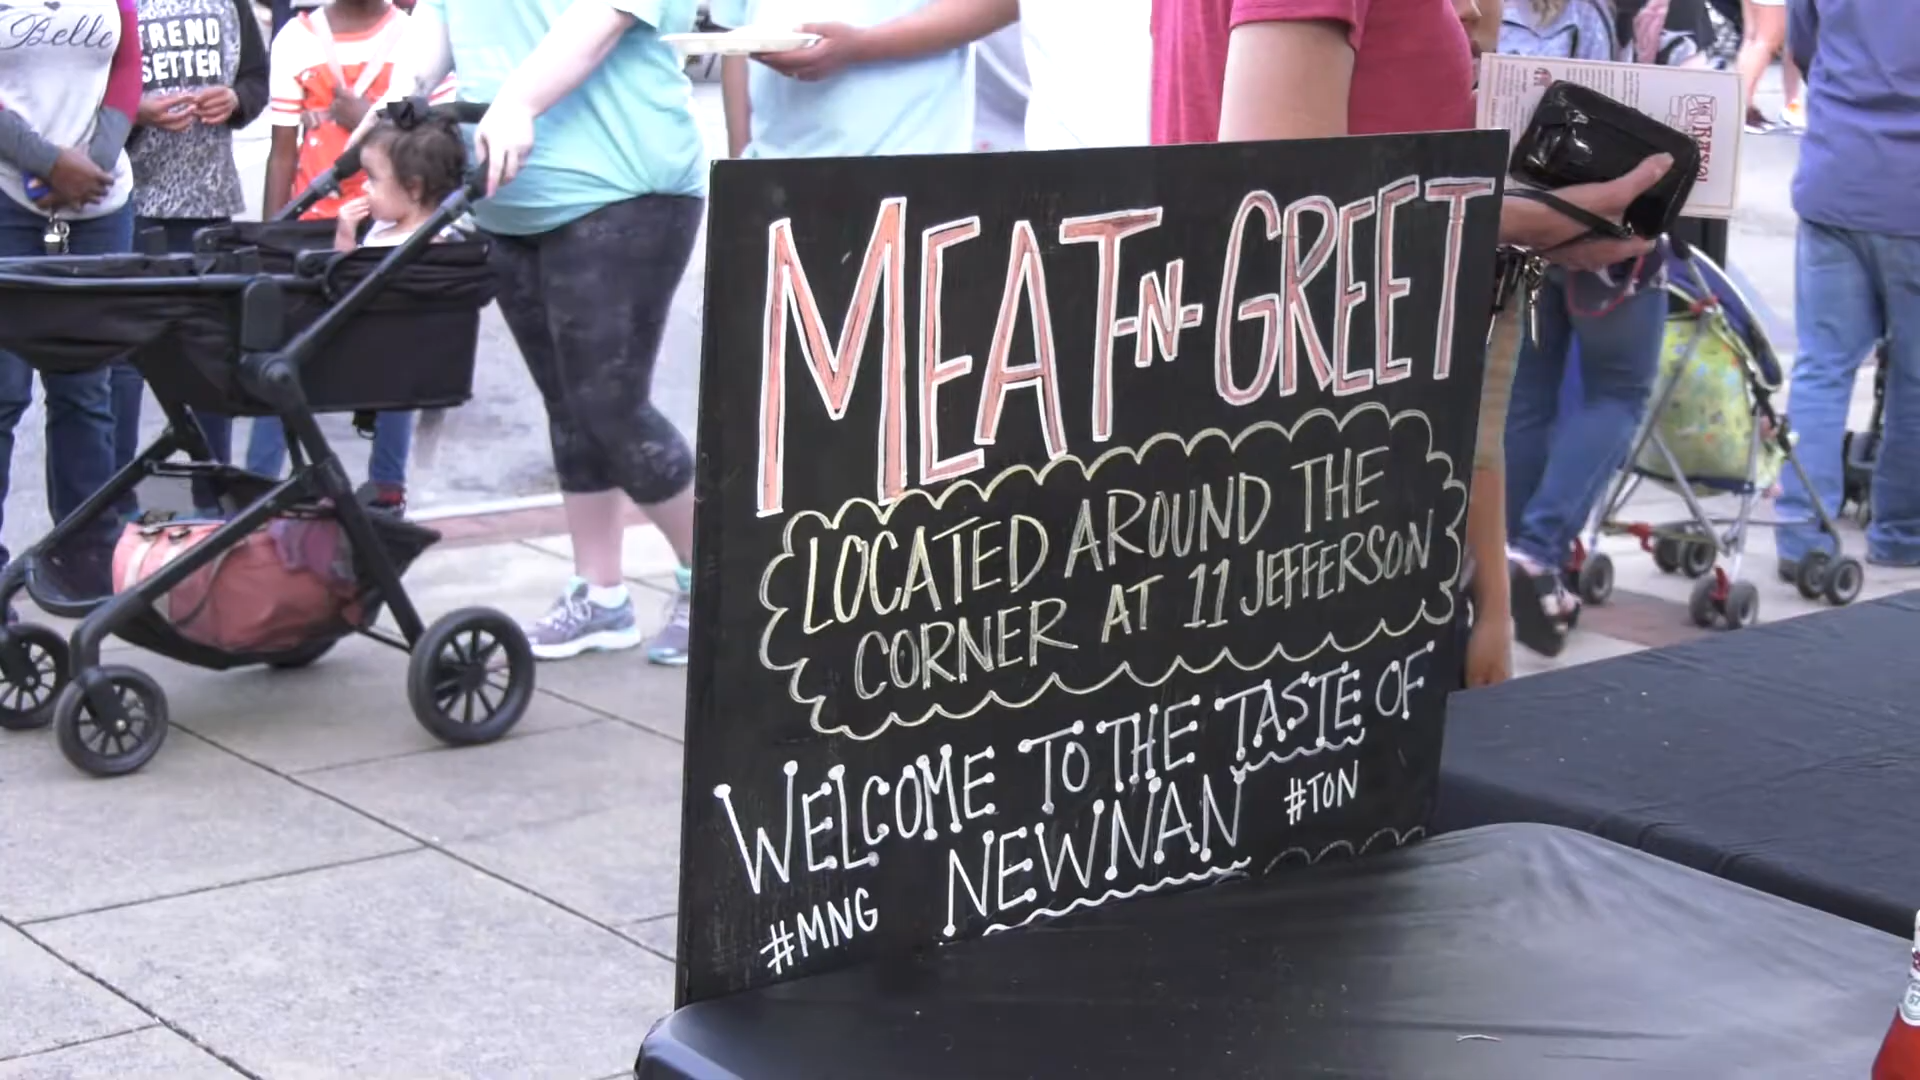 Belle
TREND
SETTER
MEAT-N-GREET
LOCATED AROUND THE
CORNER AT 11 JEFFERSON
WELCOME TO THE TASTE OF
NEWNAN #TON
#MNG